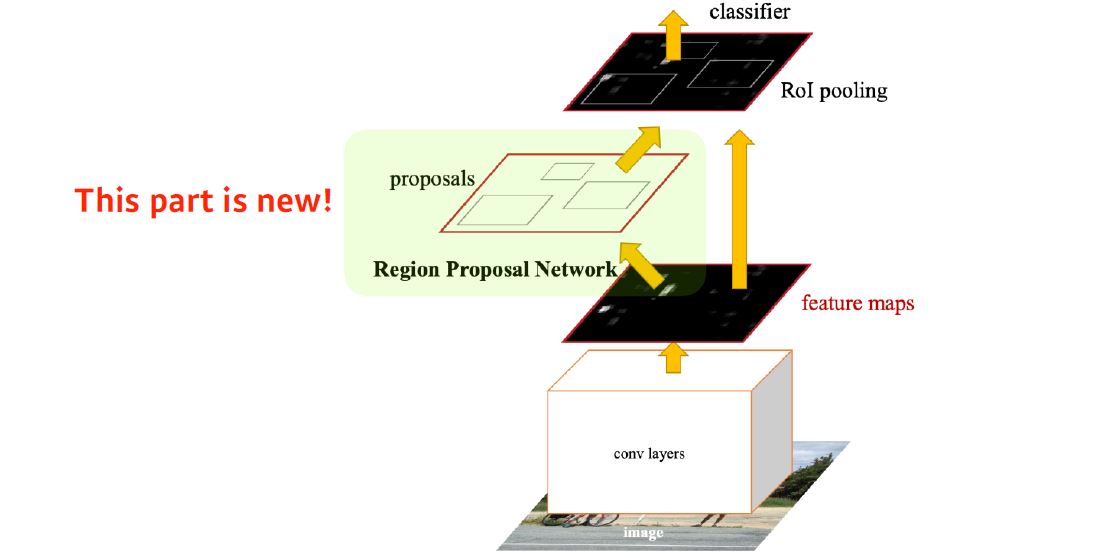 classifier
RoI pooling
proposals
This part is new!
Region Proposal Network
feature maps
conv layers
image